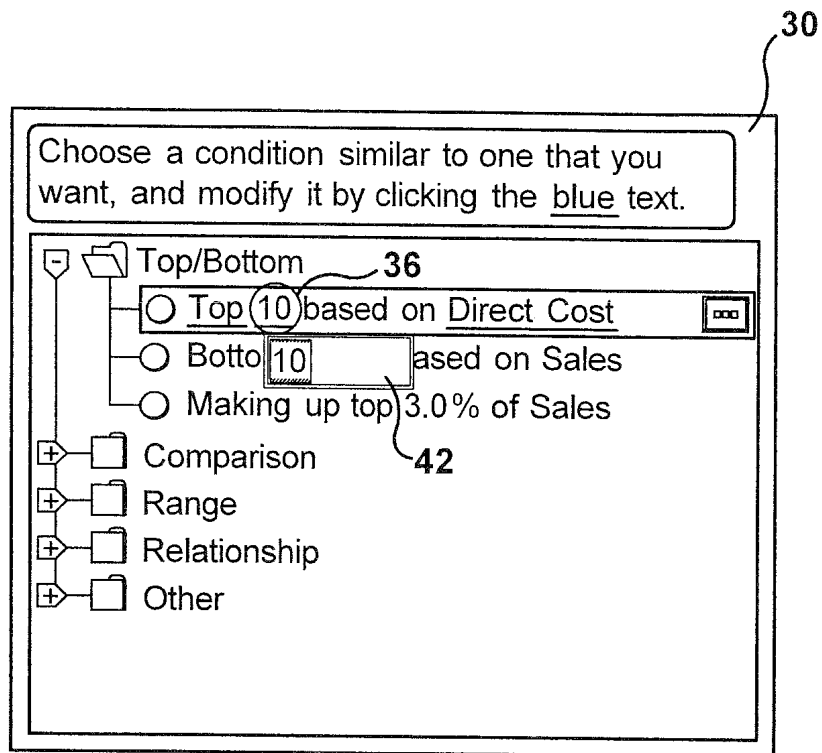 30
Choose a condition similar to one that you
want, and modify it by clicking the blue text.
Top/Bottom
36
Top 10 based on Direct Cost
Botto 10 ased on Sales
Making up top 3.0% of Sales
42
Comparison
Range
Relationship
Other